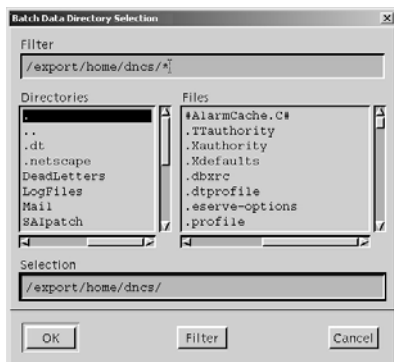 Batch Data Directory Selection
Filter
/export/home/dncs/*
Directories
.
..
.dt
.netscape
DeadLetters
LogFiles
Mail
SAIpatch
Files
#AlarmCache.C#
.TTauthority
.Xauthority
.Xdefaults
.dbxrc
.dtprofile
.eserve-options
.profile
Selection
/export/home/dncs/
OK
Filter
Cancel